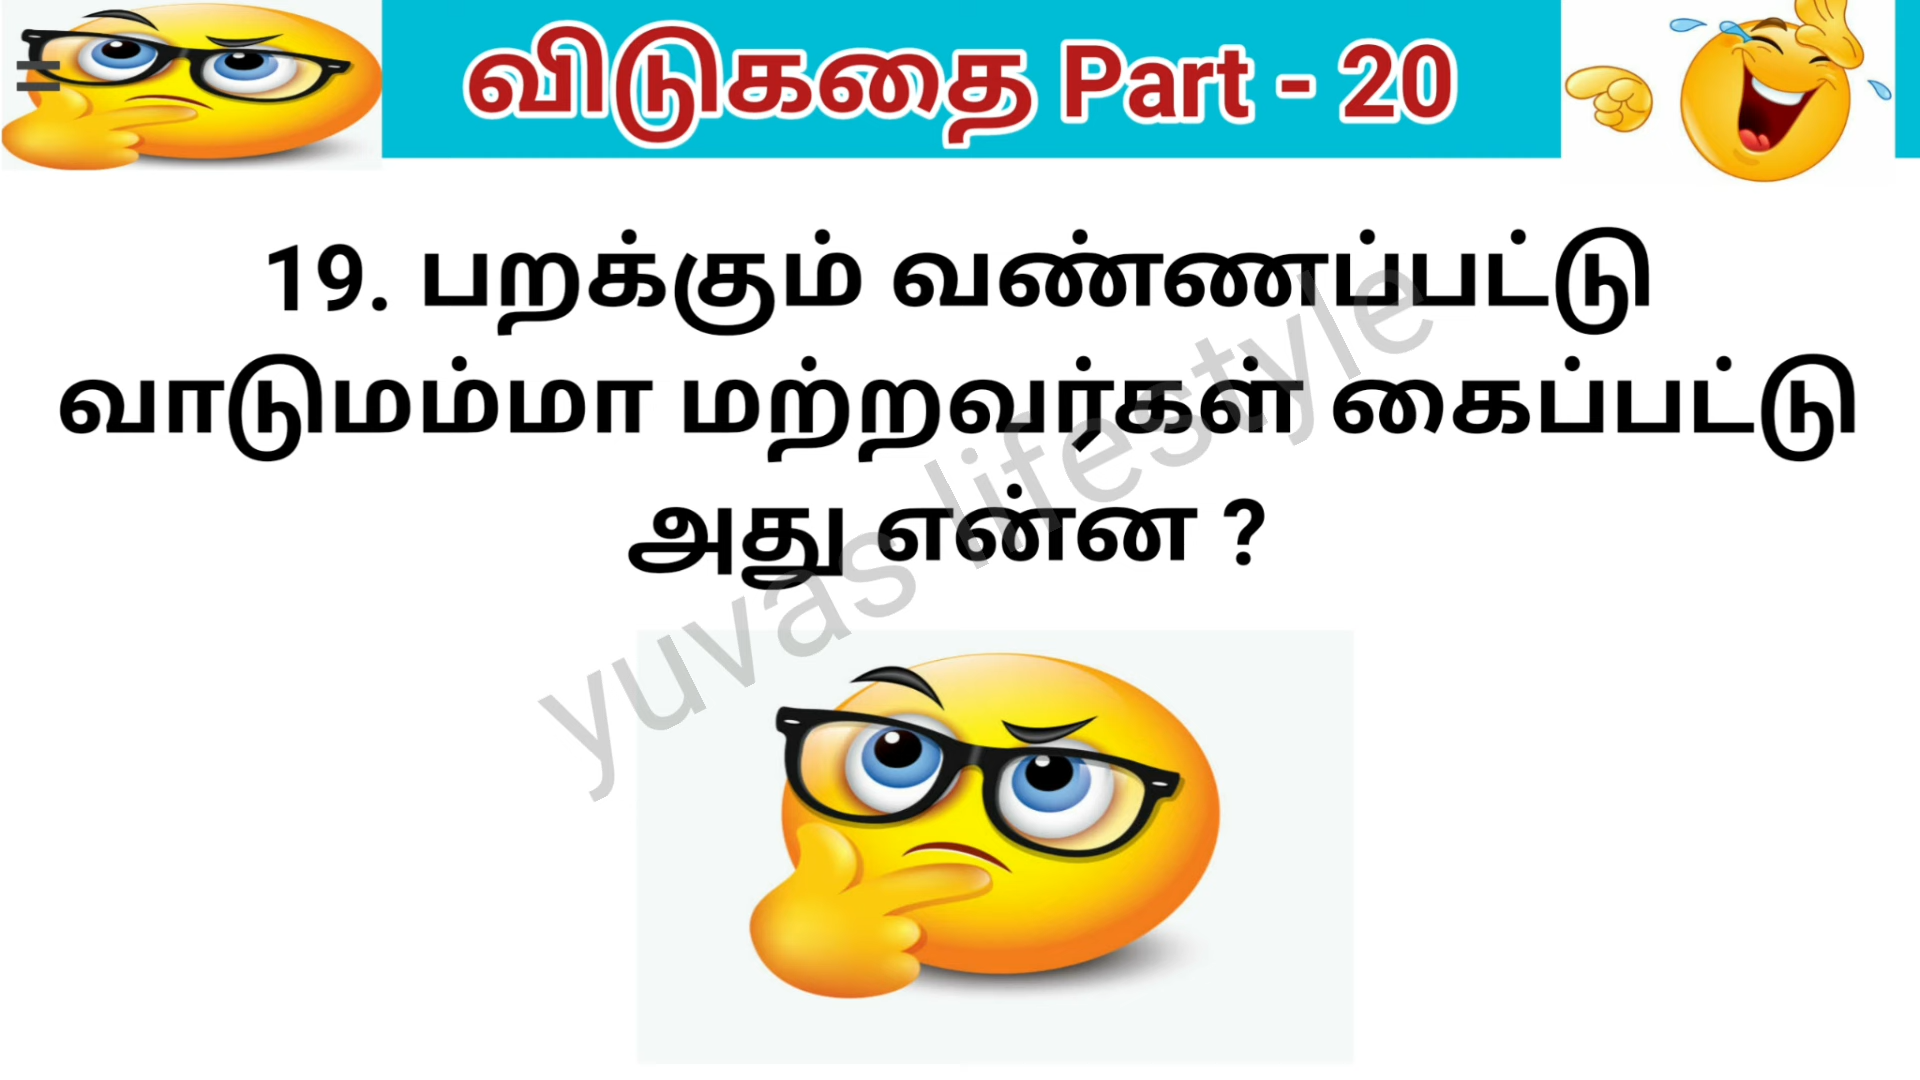 விடுகதை Part - 20
19. பறக்கும் வண்ணப்பட்டு
வாடுமம்மா மற்றவர்கள் கைப்பட்டு
அது என்ன ?
yuvas lifestyle